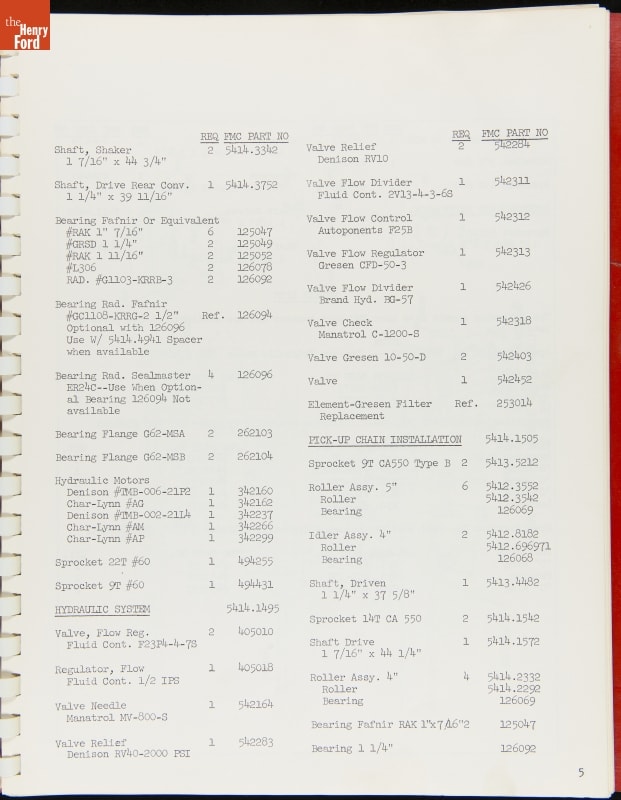 the
Henry
Ford
REQ FMC PART NO
Shaft, Shaker 2 5414.3342
1 7/16" x 44 3/4"
Shaft, Drive Rear Conv. 1 5414.3752
1 1/4" x 39 11/16"
Bearing Fafnir Or Equivalent
#RAK 1" 7/16" 6 125047
#GRSD 1 1/4" 2 125049
#RAK 1 11/16" 2 125052
#L306 2 126078
RAD. #G1103-KRRB-3 2 126092
Bearing Rad. Fafnir
#GC1108-KRRG-2 1/2" Ref. 126094
Optional with 126096
Use W/ 5414.4941 Spacer
when available
Bearing Rad. Sealmaster 4 126096
ER24C--Use When Option-
al Bearing 126094 Not
available
Bearing Flange G62-MSA 2 262103
Bearing Flange G62-MSB 2 262104
Hydraulic Motors
Denison #TMB-006-21P2 1 342160
Char-Lynn #AG 1 342162
Denison #TMB-002-21L4 1 342237
Char-Lynn #AM 1 342266
Char-Lynn #AP 1 342299
Sprocket 22T #60 1 494255
Sprocket 9T #60 1 494431
HYDRAULIC SYSTEM 5414.1495
Valve, Flow Reg. 2 405010
Fluid Cont. F23P4-4-7S
Regulator, Flow 1 405018
Fluid Cont. 1/2 IPS
Valve Needle 1 542164
Manatrol MV-800-S
Valve Relief 1 542283
Denison RV40-2000 PSI
REQ FMC PART NO
Valve Relief 2 542284
Denison RV10
Valve Flow Divider 1 542311
Fluid Cont. 2V13-4-3-6S
Valve Flow Control 1 542312
Autoponents F25B
Valve Flow Regulator 1 542313
Gresen CFD-50-3
Valve Flow Divider 1 542426
Brand Hyd. BG-57
Valve Check 1 542318
Manatrol C-1200-S
Valve Gresen 10-50-D 2 542403
Valve 1 542452
Element-Gresen Filter Ref. 253014
Replacement
PICK-UP CHAIN INSTALLATION 5414.1505
Sprocket 9T CA550 Type B 2 5413.5212
Roller Assy. 5" 6 5412.3552
Roller 5412.3542
Bearing 126069
Idler Assy. 4" 2 5412.8182
Roller 5412.696971
Bearing 126068
Shaft, Driven 1 5413.4482
1 1/4" x 37 5/8"
Sprocket 14T CA 550 2 5414.1542
Shaft Drive 1 5414.1572
1 7/16" x 44 1/4"
Roller Assy. 4" 4 5414.2332
Roller 5414.2292
Bearing 126069
Bearing Fafnir RAK 1"x7/16"2 125047
Bearing 1 1/4" 126092
5